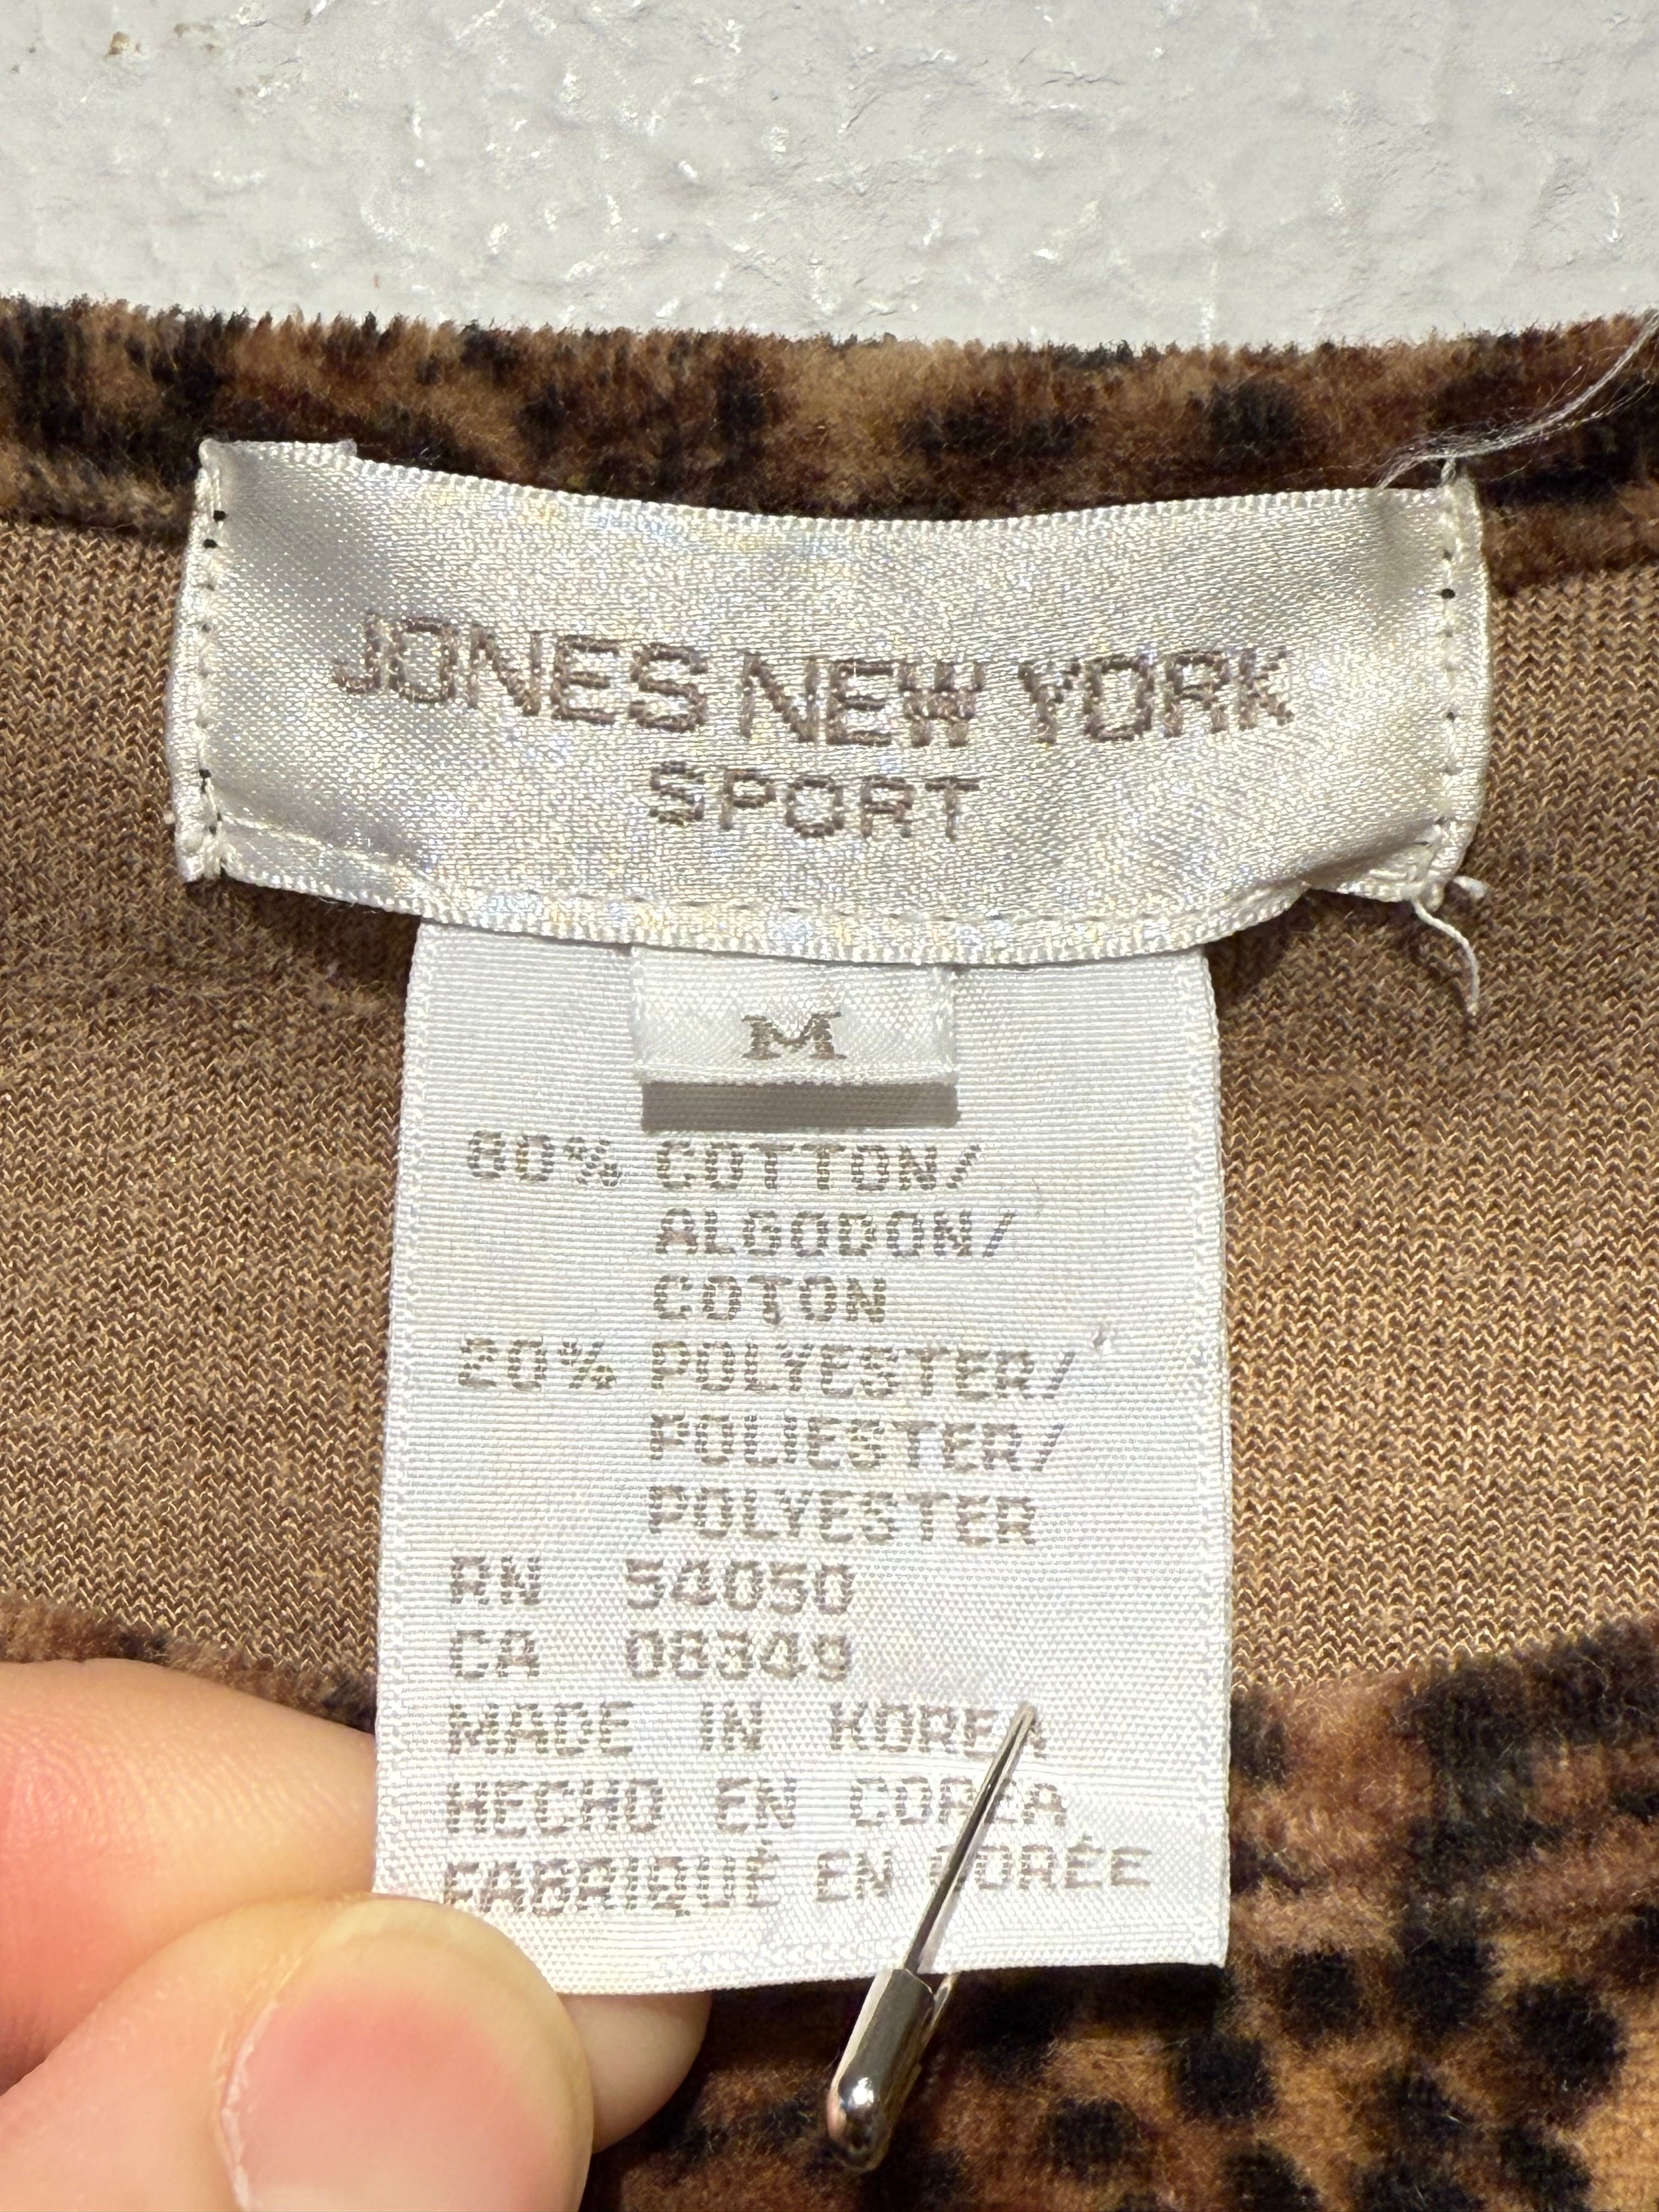 JONES NEW YORK
SPORT
M
80% COTTON/
ALGODON/
COTON
20% POLYESTER/
POLIESTER/
POLYESTER
RN 54050
CA 08349
MADE IN KOREA
HECHO EN COREA
FABRIQUÉ EN CORÉE